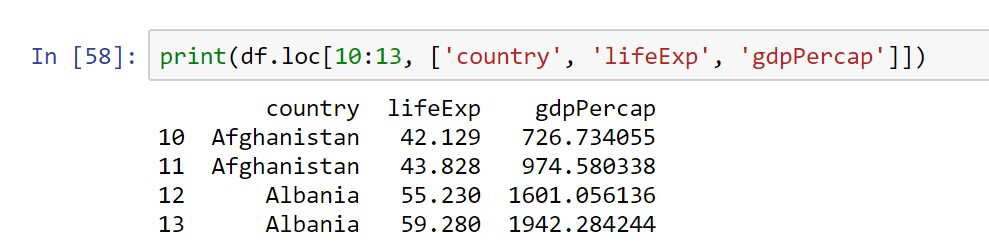 In [58]: print(df.loc[10:13, ['country', 'lifeExp', 'gdpPercap']])
country lifeExp gdpPercap
10 Afghanistan 42.129 726.734055
11 Afghanistan 43.828 974.580338
12 Albania 55.230 1601.056136
13 Albania 59.280 1942.284244